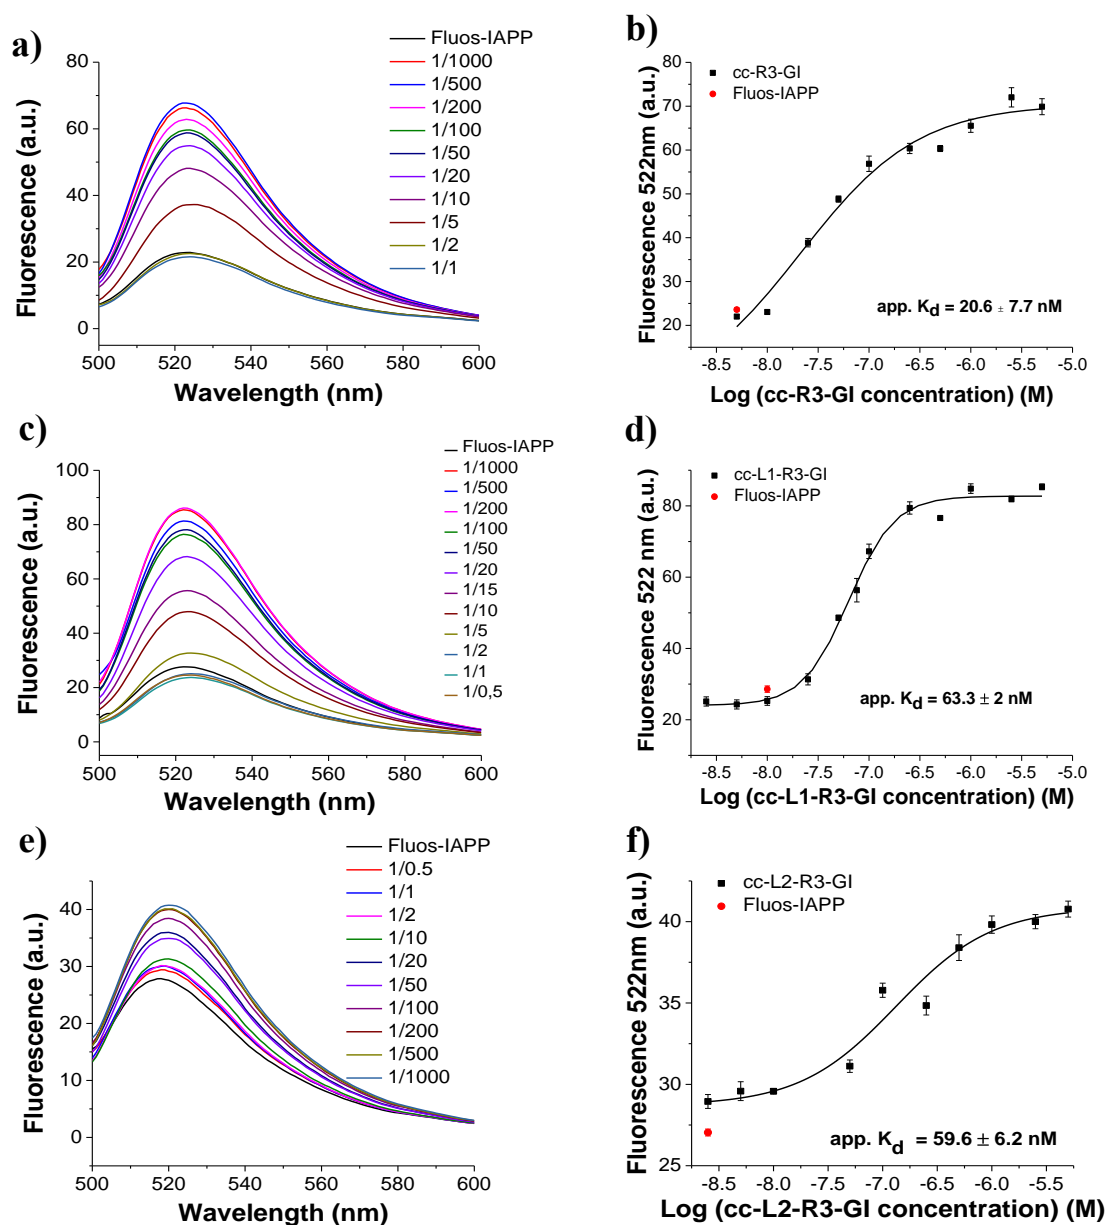 a)
Fluos-IAPP
1/1000
1/500
1/200
1/100
1/50
1/20
1/10
1/5
1/2
1/1
Fluorescence (a.u.)
80
60
40
20
0
500 520 540 560 580 600
Wavelength (nm)
b)
cc-R3-GI
Fluos-IAPP
Fluorescence 522nm (a.u.)
80
70
60
50
40
30
20
app. Kd = 20.6 ± 7.7 nM
-8.5 -8.0 -7.5 -7.0 -6.5 -6.0 -5.5 -5.0
Log (cc-R3-GI concentration) (M)
c)
Fluos-IAPP
1/1000
1/500
1/200
1/100
1/50
1/20
1/15
1/10
1/5
1/2
1/1
1/0,5
Fluorescence (a.u.)
100
80
60
40
20
0
500 520 540 560 580 600
Wavelength (nm)
d)
cc-L1-R3-GI
Fluos-IAPP
Fluorescence 522 nm (a.u.)
80
60
40
20
app. Kd = 63.3 ± 2 nM
-8.5 -8.0 -7.5 -7.0 -6.5 -6.0 -5.5 -5.0
Log (cc-L1-R3-GI concentration) (M)
e)
Fluos-IAPP
1/0.5
1/1
1/2
1/10
1/20
1/50
1/100
1/200
1/500
1/1000
Fluorescence (a.u.)
40
30
20
10
0
500 520 540 560 580 600
Wavelength (nm)
f)
cc-L2-R3-GI
Fluos-IAPP
Fluorescence 522nm (a.u.)
40
35
30
25
app. Kd = 59.6 ± 6.2 nM
-8.5 -8.0 -7.5 -7.0 -6.5 -6.0 -5.5
Log (cc-L2-R3-GI concentration) (M)